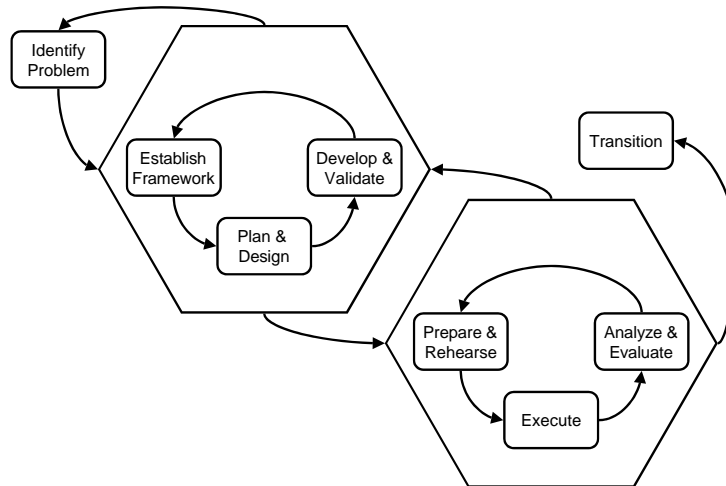 Identify
Problem
Establish
Framework
Develop &
Validate
Plan &
Design
Transition
Prepare &
Rehearse
Analyze &
Evaluate
Execute